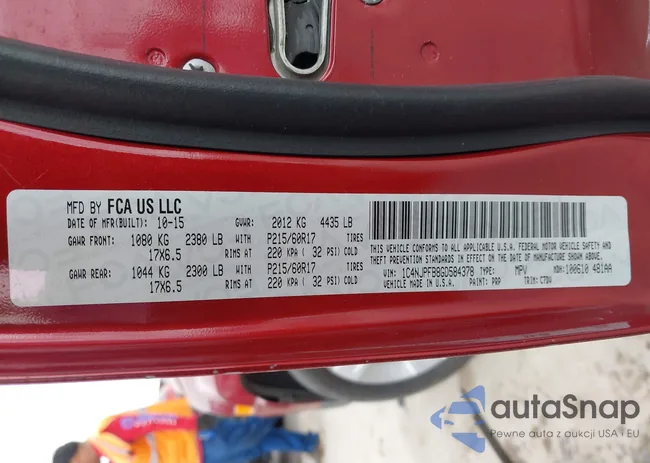 MFD BY FCA US LLC
DATE OF MFR(BUILT): 10-15 GVWR: 2012 KG 4435 LB
GAWR FRONT: 1080 KG 2380 LB WITH P215/60R17 TIRES
17X6.5 RIMS AT 220 KPA ( 32 PSI) COLD
GAWR REAR: 1044 KG 2300 LB WITH P215/60R17 TIRES
17X6.5 RIMS AT 220 KPA ( 32 PSI) COLD
THIS VEHICLE CONFORMS TO ALL APPLICABLE U.S.A. FEDERAL MOTOR VEHICLE SAFETY AND
THEFT PREVENTION STANDARDS IN EFFECT ON THE DATE OF MANUFACTURE SHOWN ABOVE.
VIN: 1C4NJPFB8GD584378 TYPE: MPV MDH: 100610 481AA
VEHICLE MADE IN U.S.A. PAINT: PRP TRIM: CTDV
autaSnap
Pewne auta z aukcji USA i EU